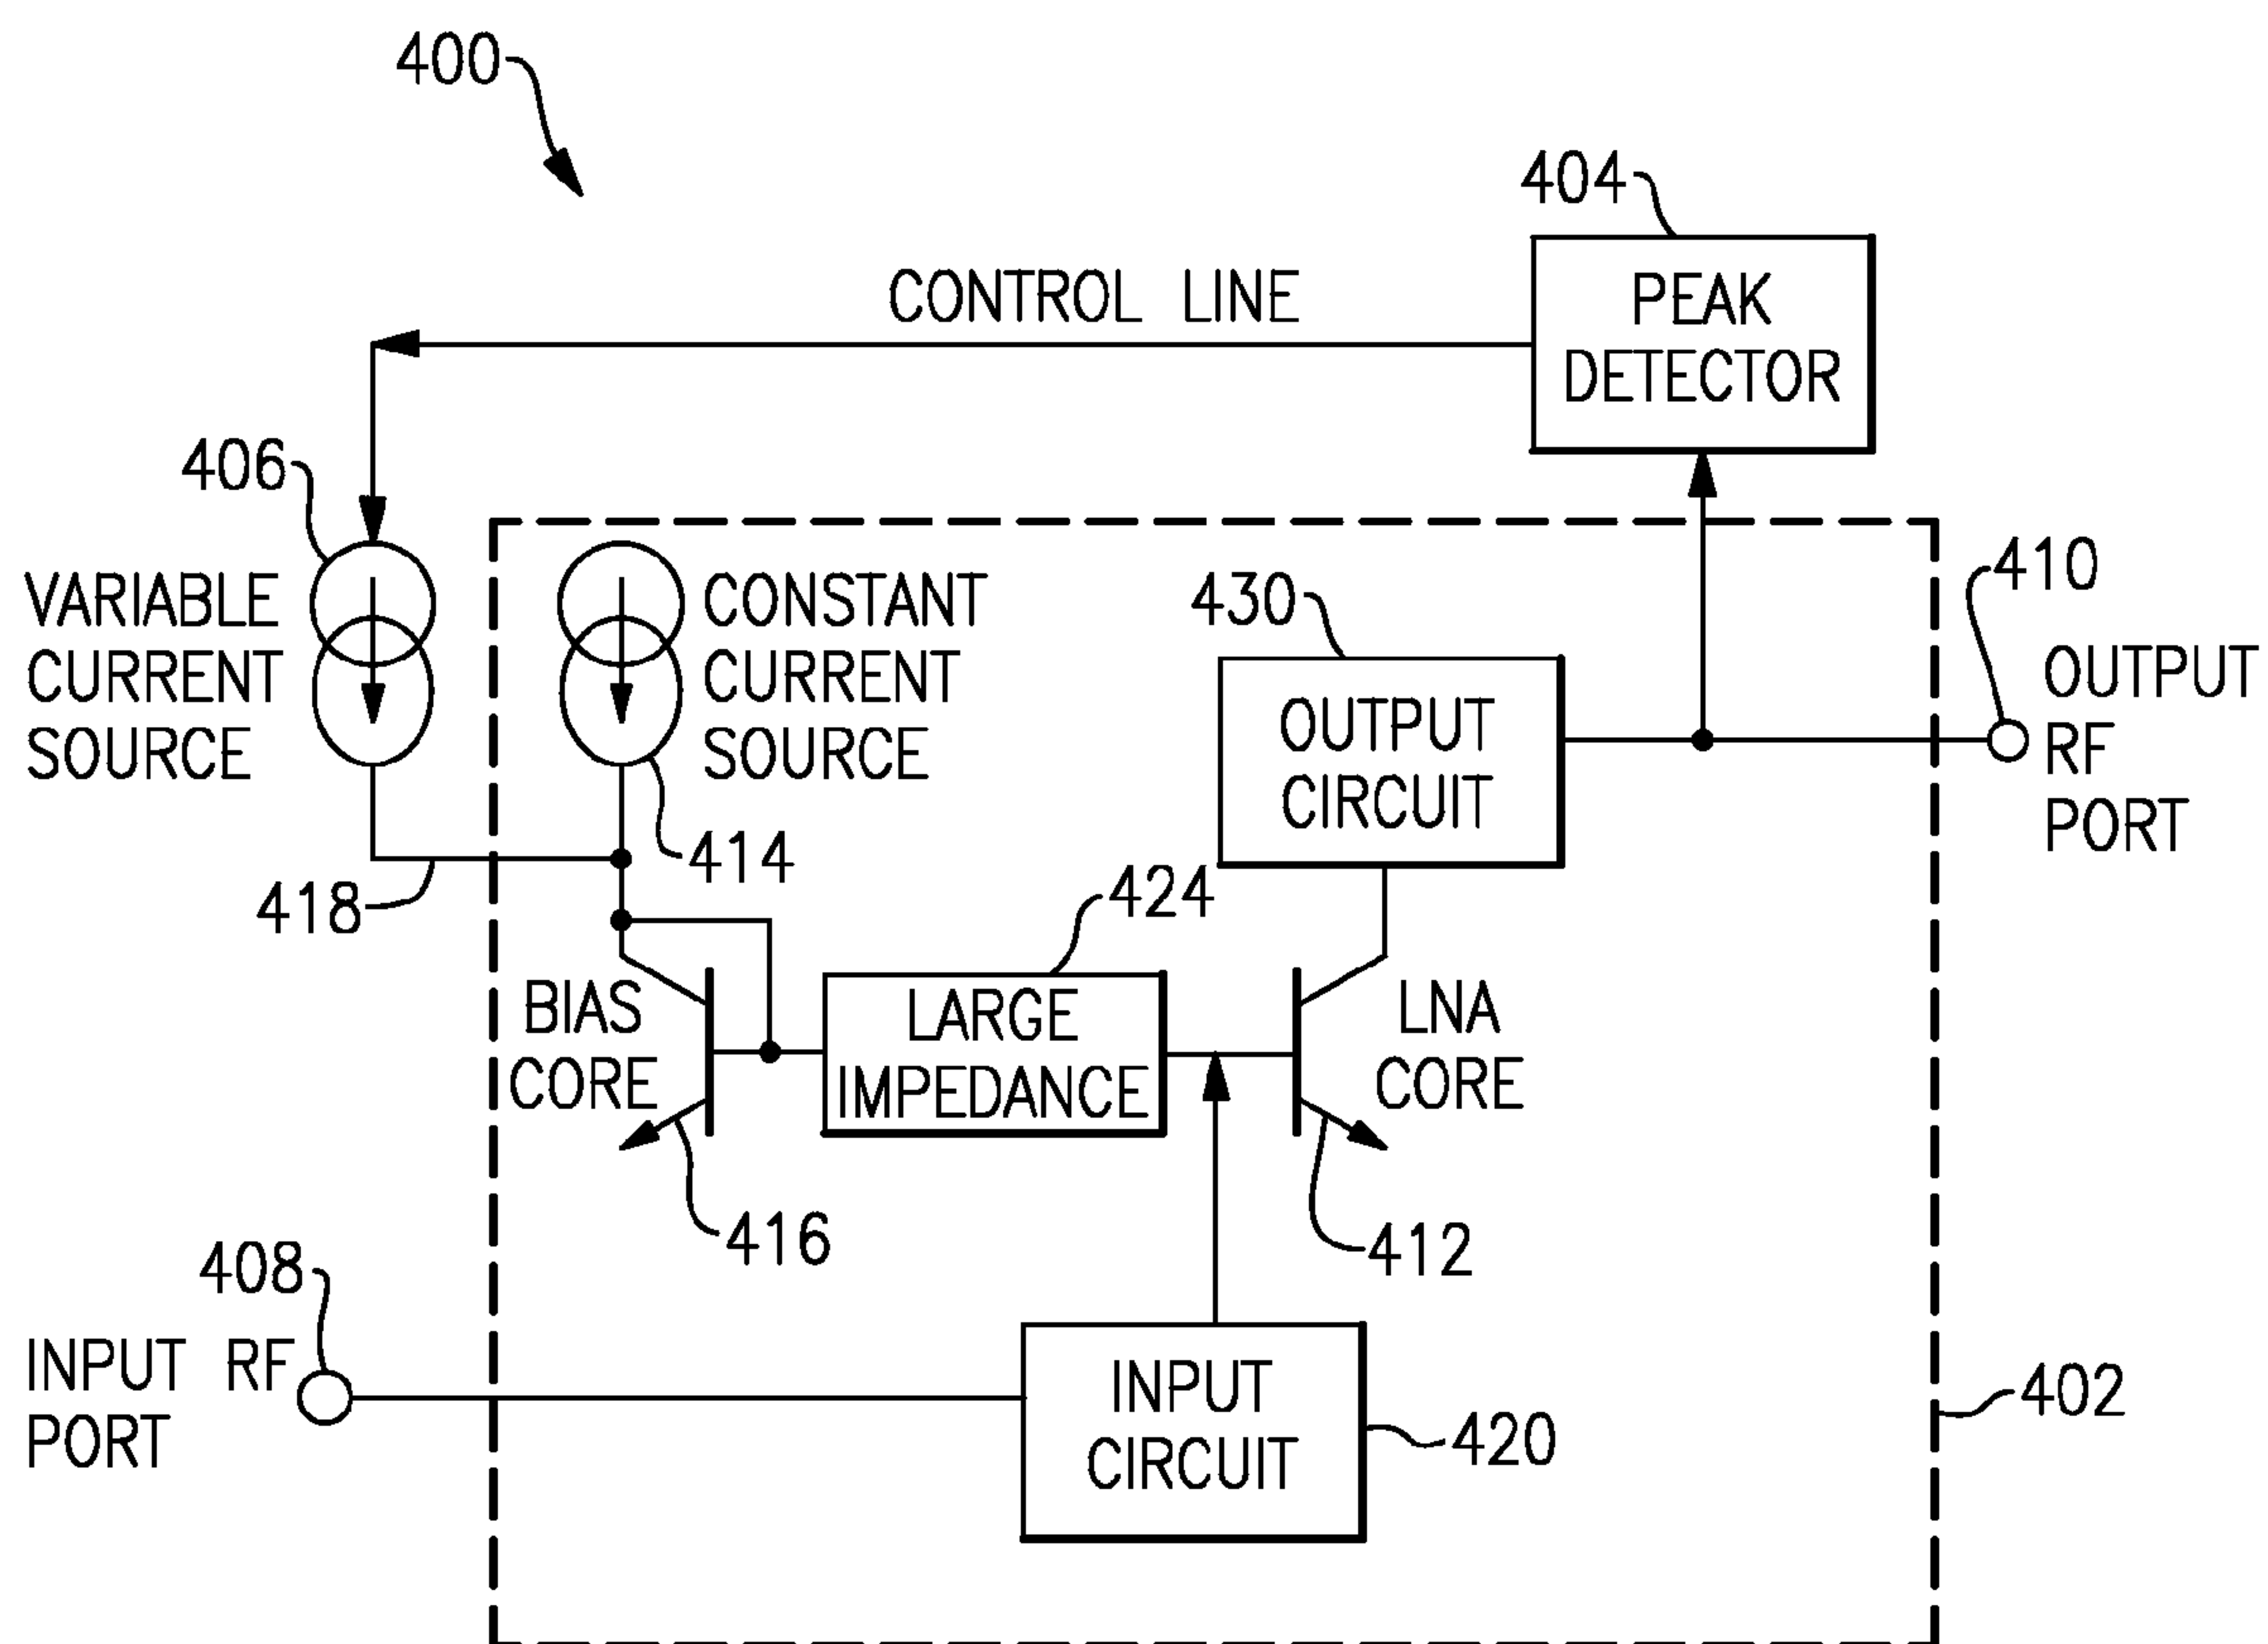 400
404
PEAK
DETECTOR
CONTROL LINE
406
VARIABLE
CURRENT
SOURCE
CONSTANT
CURRENT
SOURCE
430
OUTPUT
CIRCUIT
410
OUTPUT
RF
PORT
414
418
424
BIAS
CORE
LARGE
IMPEDANCE
LNA
CORE
416
412
408
INPUT RF
PORT
INPUT
CIRCUIT
420
402